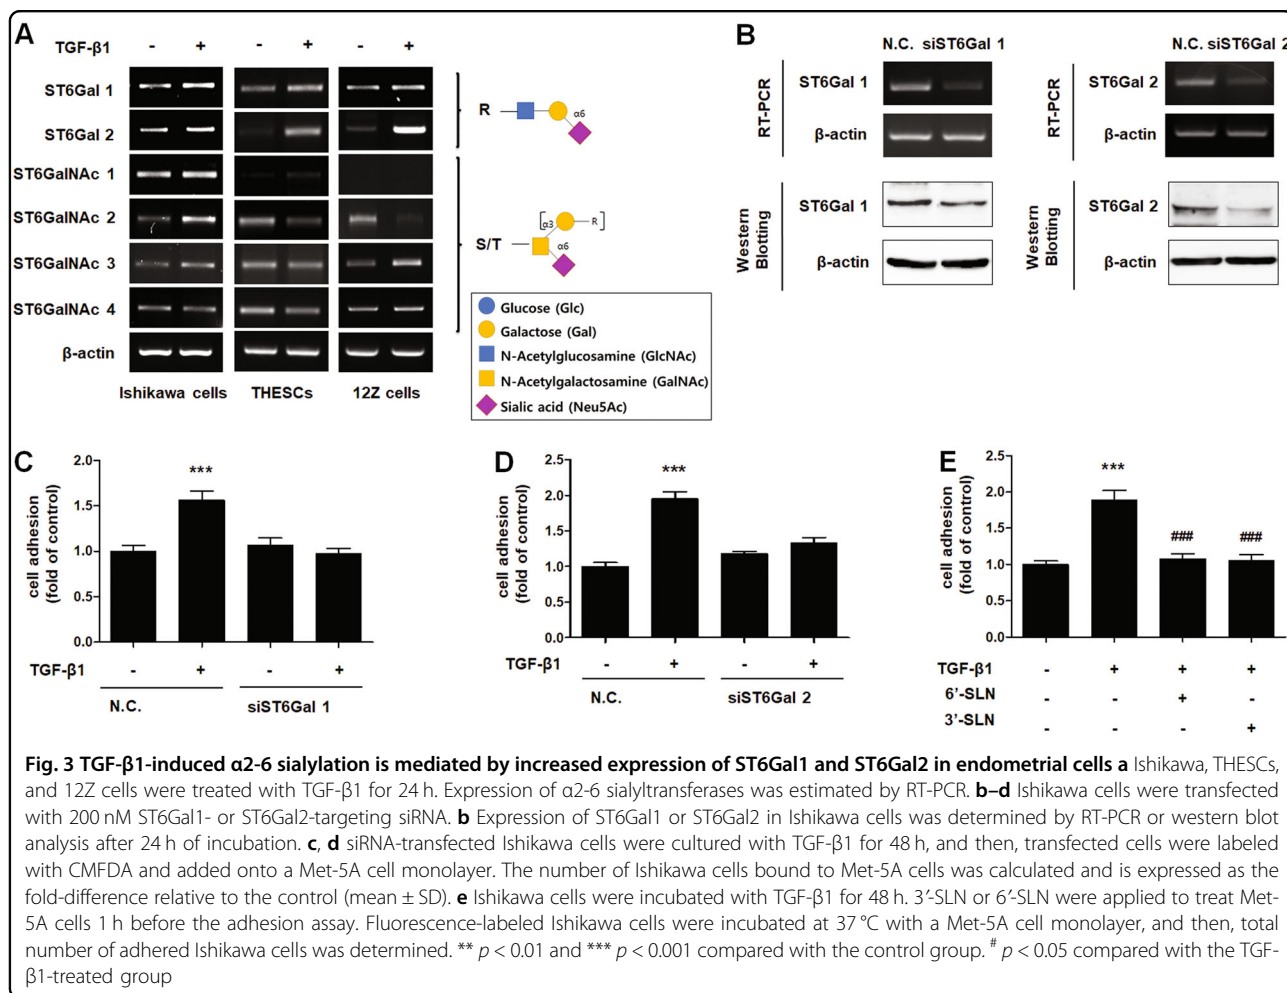 A
TGF-β1 - + - + - +
ST6Gal 1
ST6Gal 2
ST6GalNAc 1
ST6GalNAc 2
ST6GalNAc 3
ST6GalNAc 4
β-actin
Ishikawa cells THESCs 12Z cells
R
α6
α3
R
S/T
α6
Glucose (Glc)
Galactose (Gal)
N-Acetylglucosamine (GlcNAc)
N-Acetylgalactosamine (GalNAc)
Sialic acid (Neu5Ac)
B
N.C. siST6Gal 1
RT-PCR
ST6Gal 1
β-actin
Western Blotting
ST6Gal 1
β-actin
N.C. siST6Gal 2
RT-PCR
ST6Gal 2
β-actin
Western Blotting
ST6Gal 2
β-actin
C
cell adhesion
(fold of control)
2.0
1.5
1.0
0.5
0.0
***
TGF-β1 - + - +
N.C. siST6Gal 1
D
cell adhesion
(fold of control)
2.5
2.0
1.5
1.0
0.5
0.0
***
TGF-β1 - + - +
N.C. siST6Gal 2
E
cell adhesion
(fold of control)
2.5
2.0
1.5
1.0
0.5
0.0
***
### ###
TGF-β1 - + + +
6’-SLN - - + -
3’-SLN - - - +
Fig. 3 TGF-β1-induced α2-6 sialylation is mediated by increased expression of ST6Gal1 and ST6Gal2 in endometrial cells a Ishikawa, THESCs,
and 12Z cells were treated with TGF-β1 for 24 h. Expression of α2-6 sialyltransferases was estimated by RT-PCR. b–d Ishikawa cells were transfected
with 200 nM ST6Gal1- or ST6Gal2-targeting siRNA. b Expression of ST6Gal1 or ST6Gal2 in Ishikawa cells was determined by RT-PCR or western blot
analysis after 24 h of incubation. c, d siRNA-transfected Ishikawa cells were cultured with TGF-β1 for 48 h, and then, transfected cells were labeled
with CMFDA and added onto a Met-5A cell monolayer. The number of Ishikawa cells bound to Met-5A cells was calculated and is expressed as the
fold-difference relative to the control (mean ± SD). e Ishikawa cells were incubated with TGF-β1 for 48 h. 3′-SLN or 6′-SLN were applied to treat Met-
5A cells 1 h before the adhesion assay. Fluorescence-labeled Ishikawa cells were incubated at 37 °C with a Met-5A cell monolayer, and then, total
number of adhered Ishikawa cells was determined. ** p < 0.01 and *** p < 0.001 compared with the control group. # p < 0.05 compared with the TGF-
β1-treated group